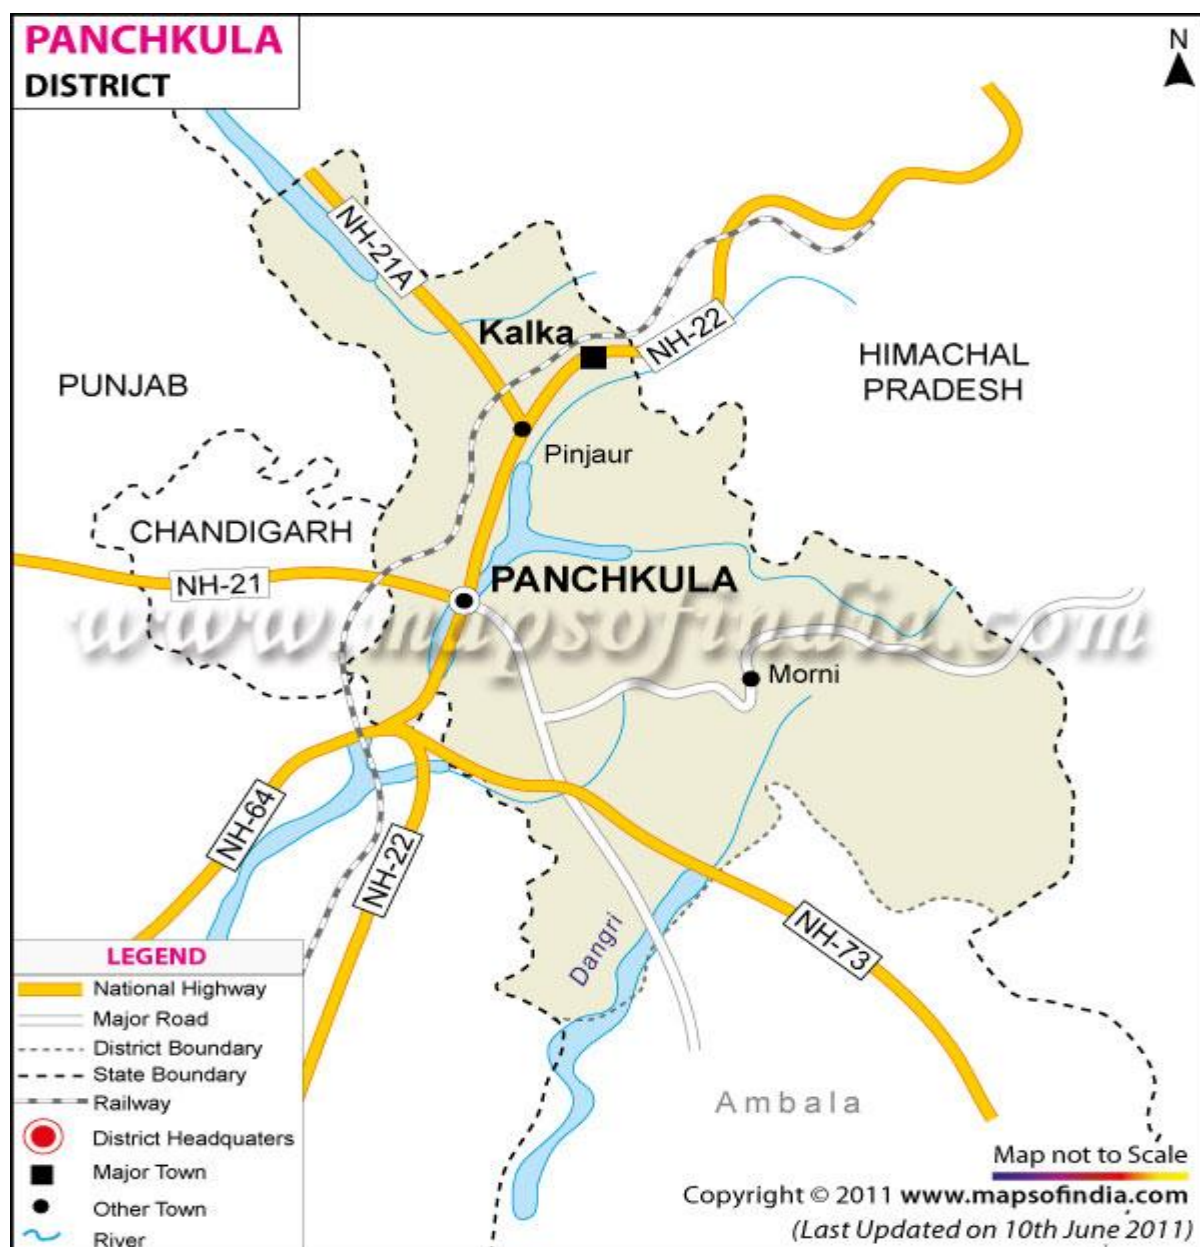 PANCHKULA
DISTRICT
N
NH-21A
Kalka
NH-22
PUNJAB
HIMACHAL
PRADESH
Pinjaur
CHANDIGARH
NH-21
PANCHKULA
www.mapsofindia.com
Morni
NH-64
NH-22
Dangri
NH-73
LEGEND
National Highway
Major Road
District Boundary
State Boundary
Railway
District Headquaters
Major Town
Other Town
River
Ambala
Map not to Scale
Copyright © 2011 www.mapsofindia.com
(Last Updated on 10th June 2011)